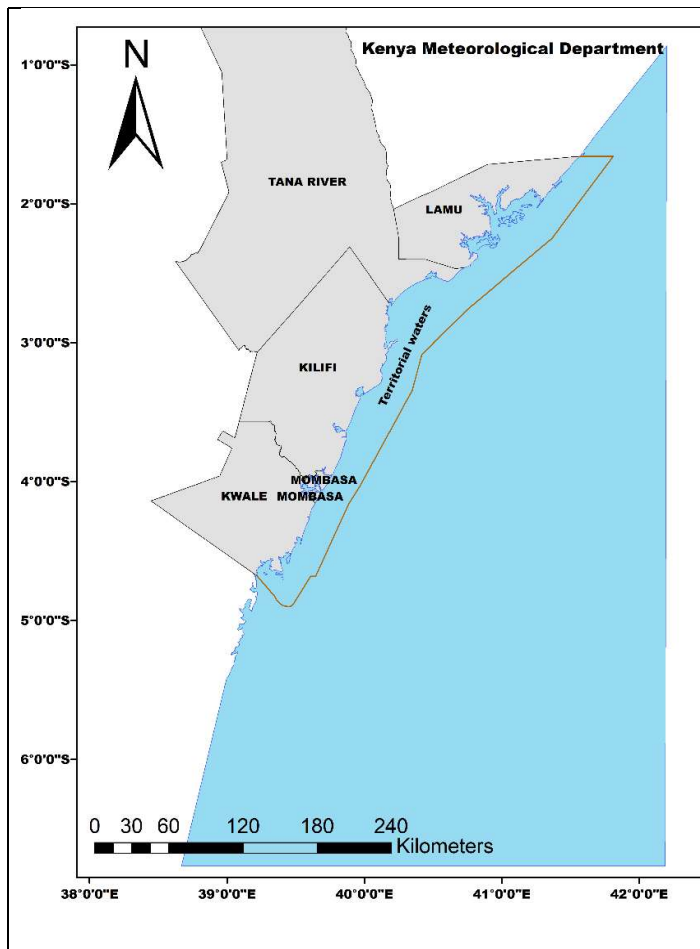 Kenya Meteorological Department
N
1°0'0"S
2°0'0"S
3°0'0"S
4°0'0"S
5°0'0"S
6°0'0"S
TANA RIVER
LAMU
KILIFI
Territorial waters
MOMBASA
KWALE MOMBASA
0 30 60 120 180 240
Kilometers
38°0'0"E 39°0'0"E 40°0'0"E 41°0'0"E 42°0'0"E